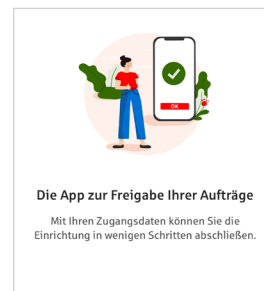 OK
Die App zur Freigabe Ihrer Aufträge
Mit Ihren Zugangsdaten können Sie die
Einrichtung in wenigen Schritten abschließen.